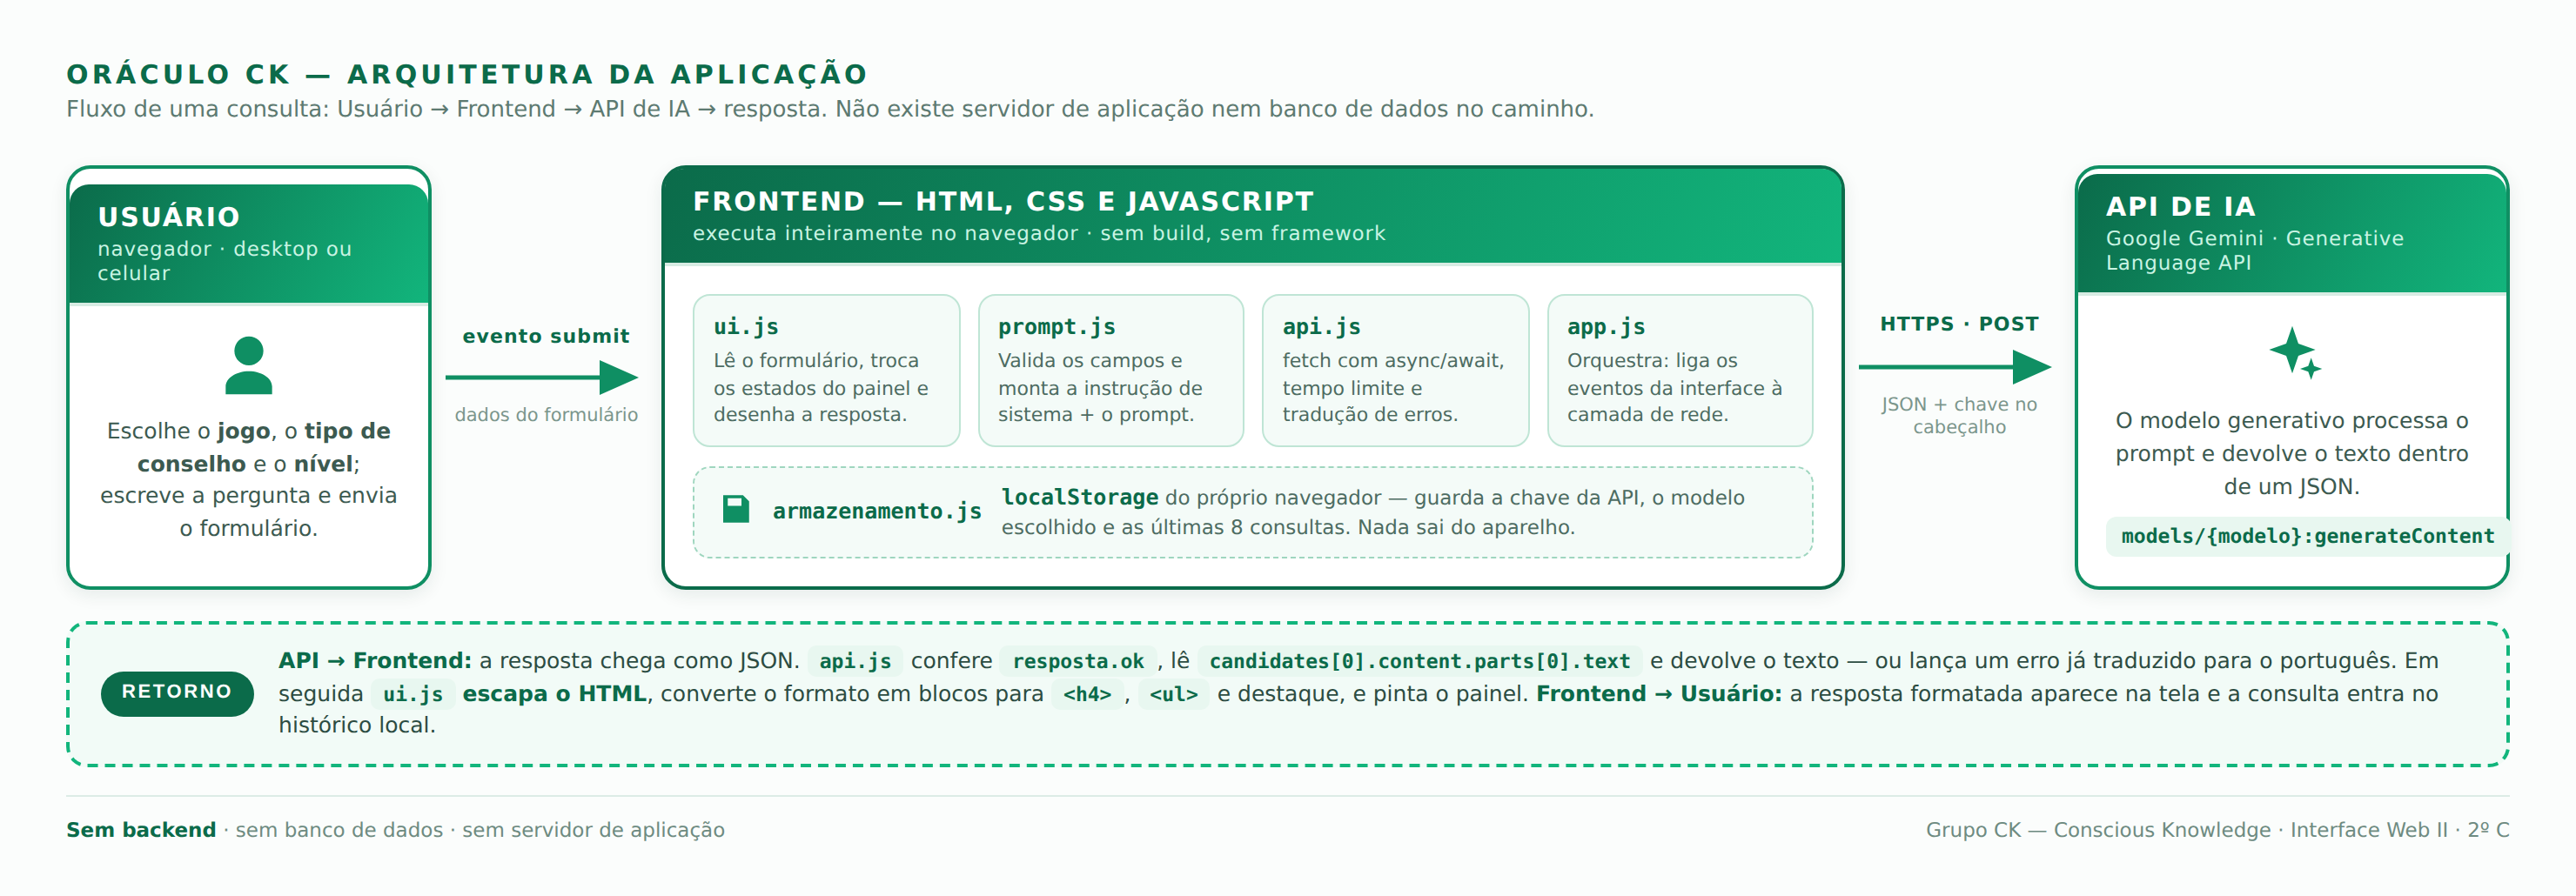 ORÁCULO CK — ARQUITETURA DA APLICAÇÃO
Fluxo de uma consulta: Usuário → Frontend → API de IA → resposta. Não existe servidor de aplicação nem banco de dados no caminho.
USUÁRIO
navegador · desktop ou
celular
Escolhe o jogo, o tipo de
conselho e o nível;
escreve a pergunta e envia
o formulário.
evento submit
dados do formulário
FRONTEND — HTML, CSS E JAVASCRIPT
executa inteiramente no navegador · sem build, sem framework
ui.js
Lê o formulário, troca
os estados do painel e
desenha a resposta.
prompt.js
Valida os campos e
monta a instrução de
sistema + o prompt.
api.js
fetch com async/await,
tempo limite e
tradução de erros.
app.js
Orquestra: liga os
eventos da interface à
camada de rede.
armazenamento.js
localStorage do próprio navegador — guarda a chave da API, o modelo
escolhido e as últimas 8 consultas. Nada sai do aparelho.
HTTPS · POST
JSON + chave no
cabeçalho
API DE IA
Google Gemini · Generative
Language API
O modelo generativo processa o
prompt e devolve o texto dentro
de um JSON.
models/{modelo}:generateContent
RETORNO
API → Frontend: a resposta chega como JSON. api.js confere resposta.ok, lê candidates[0].content.parts[0].text e devolve o texto — ou lança um erro já traduzido para o português. Em
seguida ui.js escapa o HTML, converte o formato em blocos para <h4>, <ul> e destaque, e pinta o painel. Frontend → Usuário: a resposta formatada aparece na tela e a consulta entra no
histórico local.
Sem backend · sem banco de dados · sem servidor de aplicação
Grupo CK — Conscious Knowledge · Interface Web II · 2º C